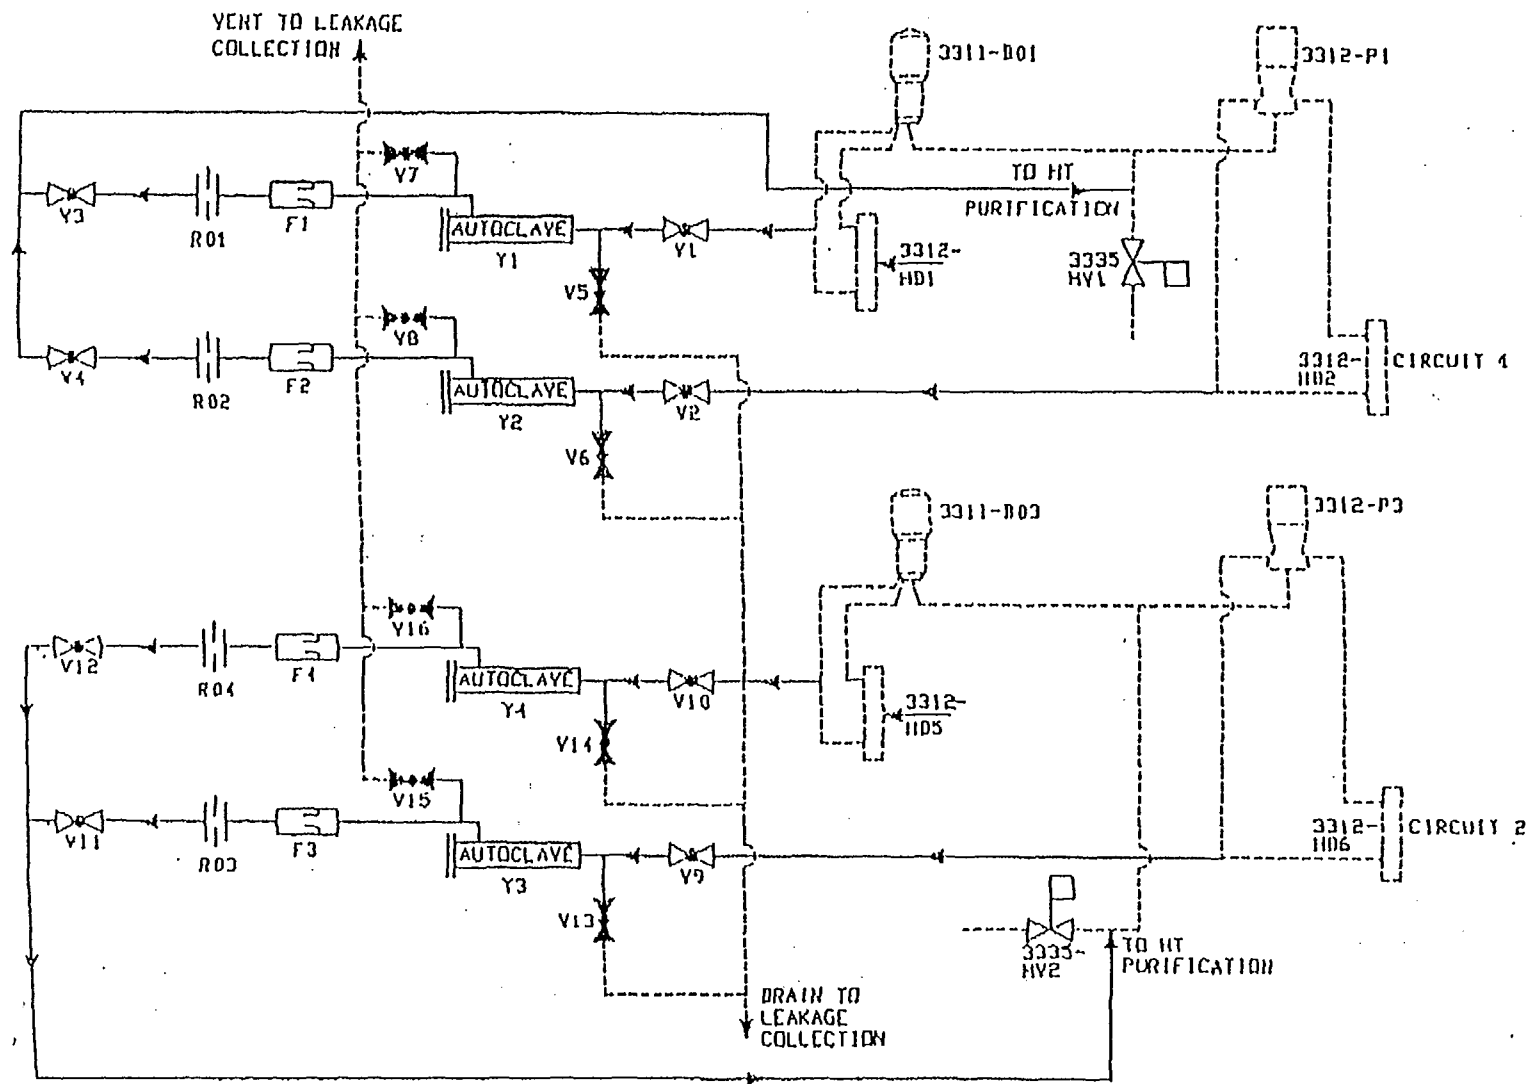 VENT TO LEAKAGE
COLLECTION
3311-B01
3312-P1
V7
V3
R01
F1
AUTOCLAVE
Y1
V1
TO HT
PURIFICATION
3312-
HD1
3335
HV1
V5
V8
V4
R02
F2
AUTOCLAVE
Y2
V2
3312-
HD2
CIRCUIT 1
V6
3311-B03
3312-P3
V16
V12
R04
F4
AUTOCLAVE
Y4
V10
3312-
HD5
V14
V15
V11
R03
F3
AUTOCLAVE
Y3
V9
3312-
HD6
CIRCUIT 2
V13
3335-
HV2
TO HT
PURIFICATION
DRAIN TO
LEAKAGE
COLLECTION